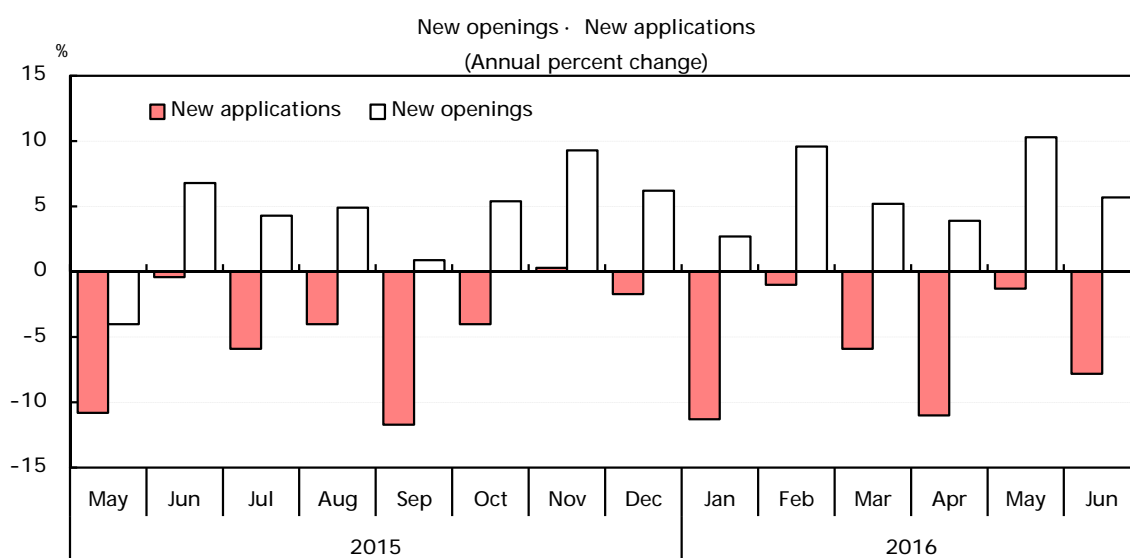 New openings · New applications
(Annual percent change)
%
15
10
5
0
-5
-10
-15
New applications New openings
May Jun Jul Aug Sep Oct Nov Dec Jan Feb Mar Apr May Jun
2015 2016